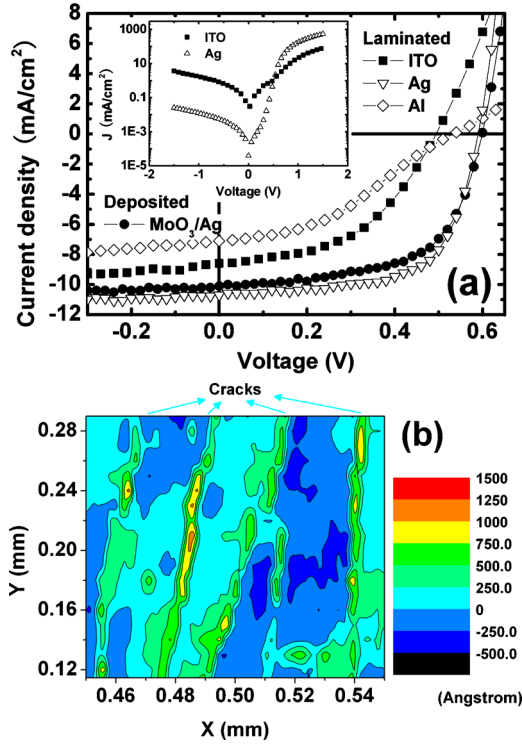 (a)
Current density (mA/cm²)
Voltage (V)
8
6
4
2
0
-2
-4
-6
-8
-10
-12
-0.2
0.0
0.2
0.4
0.6
Laminated
ITO
Ag
Al
Deposited
MoO₃/Ag
J (mA/cm²)
1000
10
0.1
1E-3
1E-5
ITO
Ag
-2
-1
0
1
2
Voltage (V)
Cracks
(b)
Y (mm)
0.28
0.24
0.20
0.16
0.12
0.46
0.48
0.50
0.52
0.54
X (mm)
1500
1250
1000
750.0
500.0
250.0
0
-250.0
-500.0
(Angstrom)